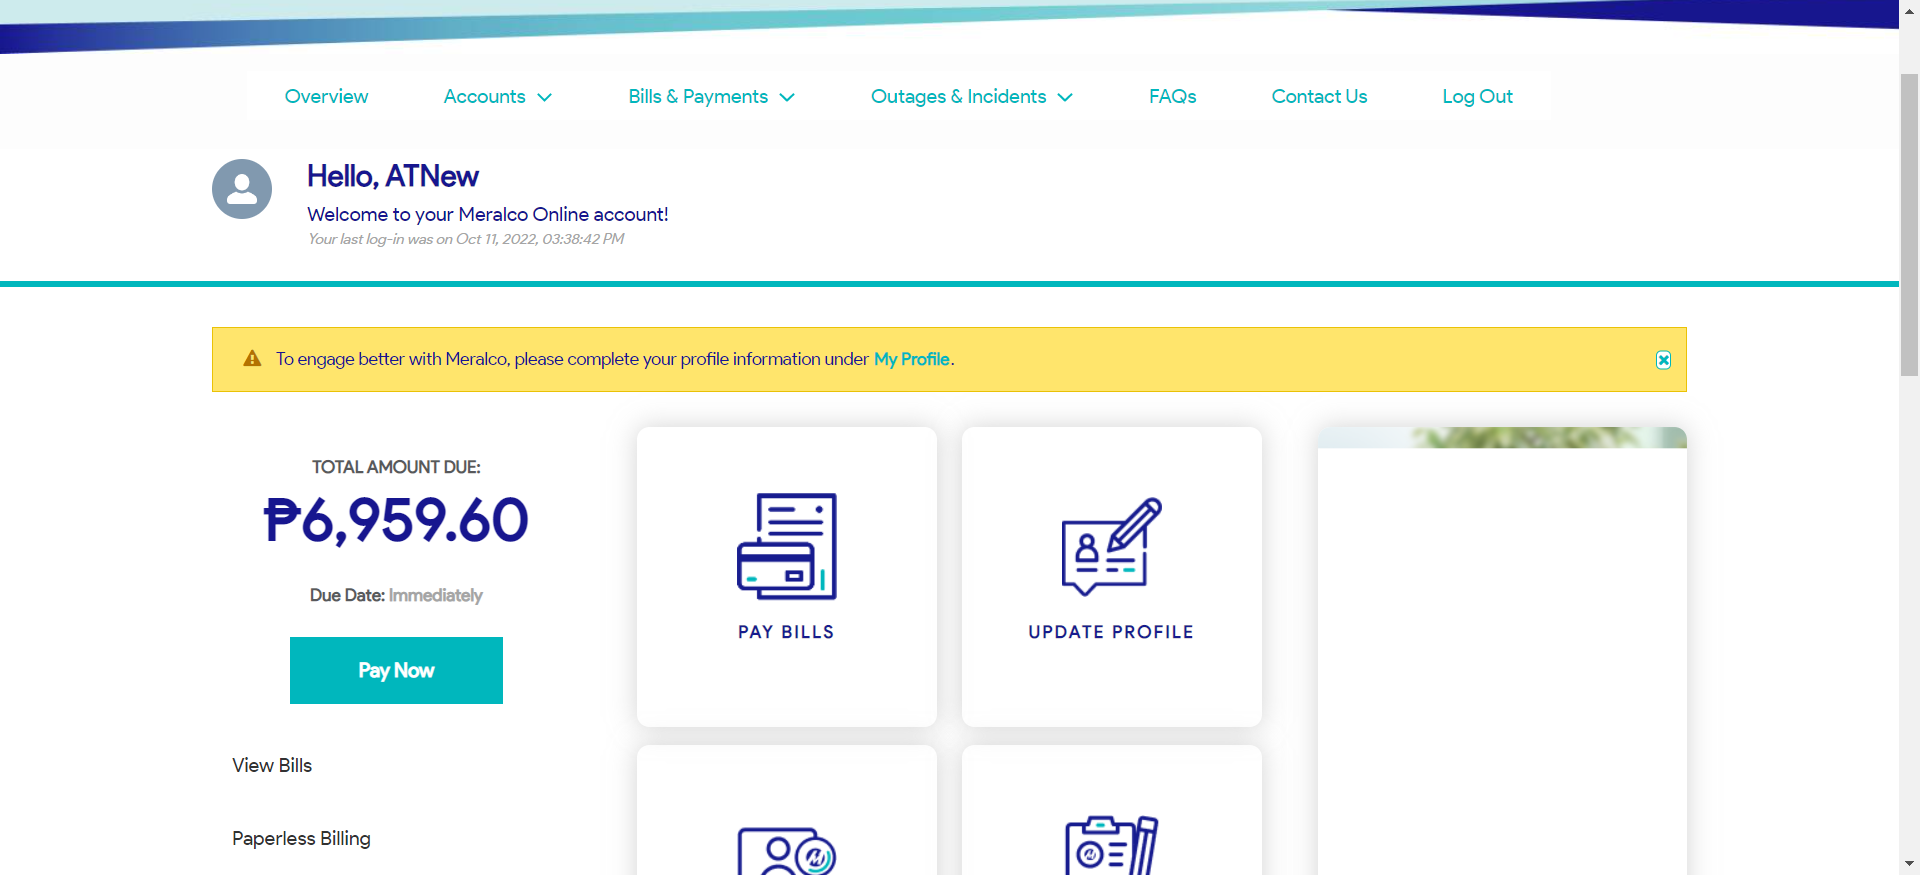 Overview Accounts Bills & Payments Outages & Incidents FAQs Contact Us Log Out
Hello, ATNew
Welcome to your Meralco Online account!
Your last log-in was on Oct 11, 2022, 03:38:42 PM
To engage better with Meralco, please complete your profile information under My Profile.
TOTAL AMOUNT DUE:
₱6,959.60
Due Date: Immediately
Pay Now
View Bills
Paperless Billing
PAY BILLS
UPDATE PROFILE